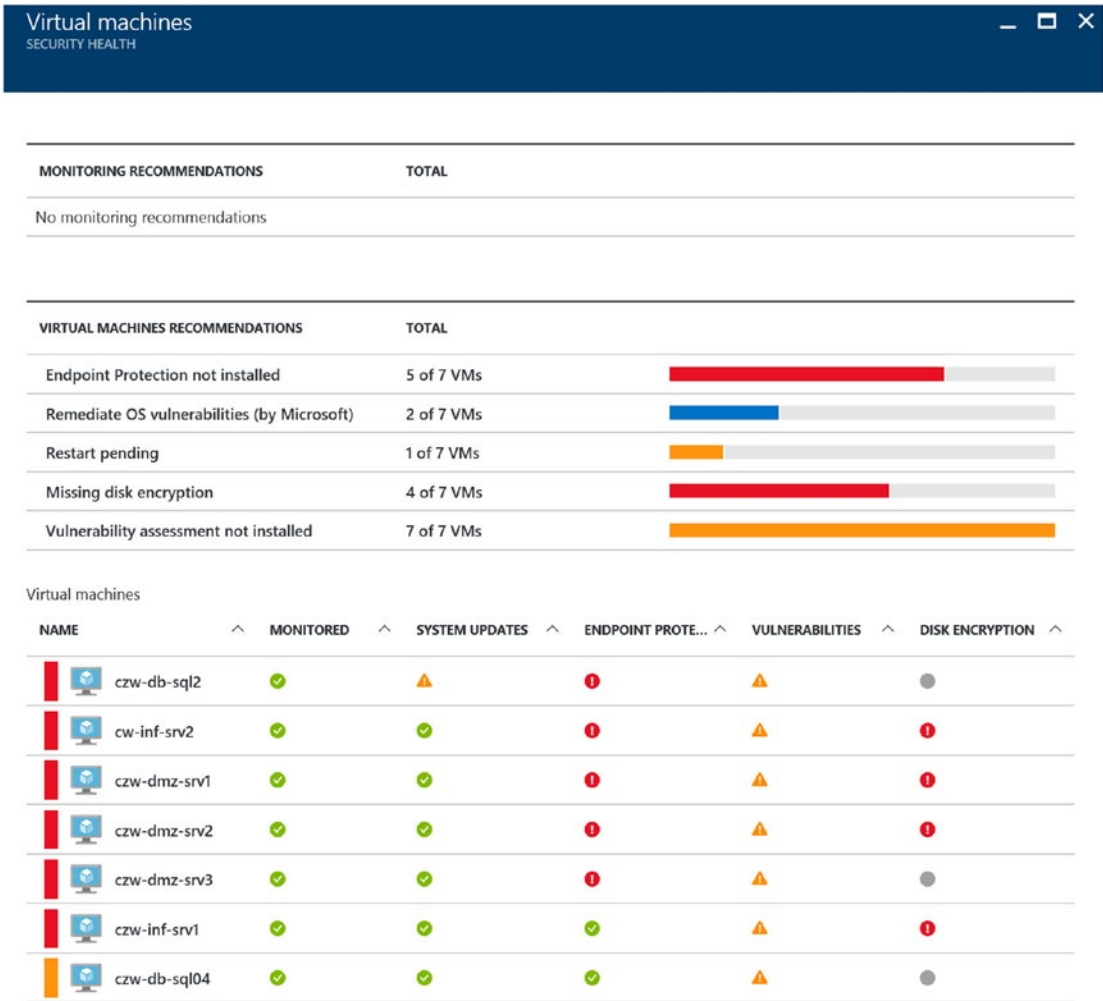 Virtual machines
SECURITY HEALTH
MONITORING RECOMMENDATIONS TOTAL
No monitoring recommendations
VIRTUAL MACHINES RECOMMENDATIONS TOTAL
Endpoint Protection not installed 5 of 7 VMs
Remediate OS vulnerabilities (by Microsoft) 2 of 7 VMs
Restart pending 1 of 7 VMs
Missing disk encryption 4 of 7 VMs
Vulnerability assessment not installed 7 of 7 VMs
Virtual machines
NAME MONITORED SYSTEM UPDATES ENDPOINT PROTE... VULNERABILITIES DISK ENCRYPTION
czw-db-sql2
cw-inf-srv2
czw-dmz-srv1
czw-dmz-srv2
czw-dmz-srv3
czw-inf-srv1
czw-db-sql04